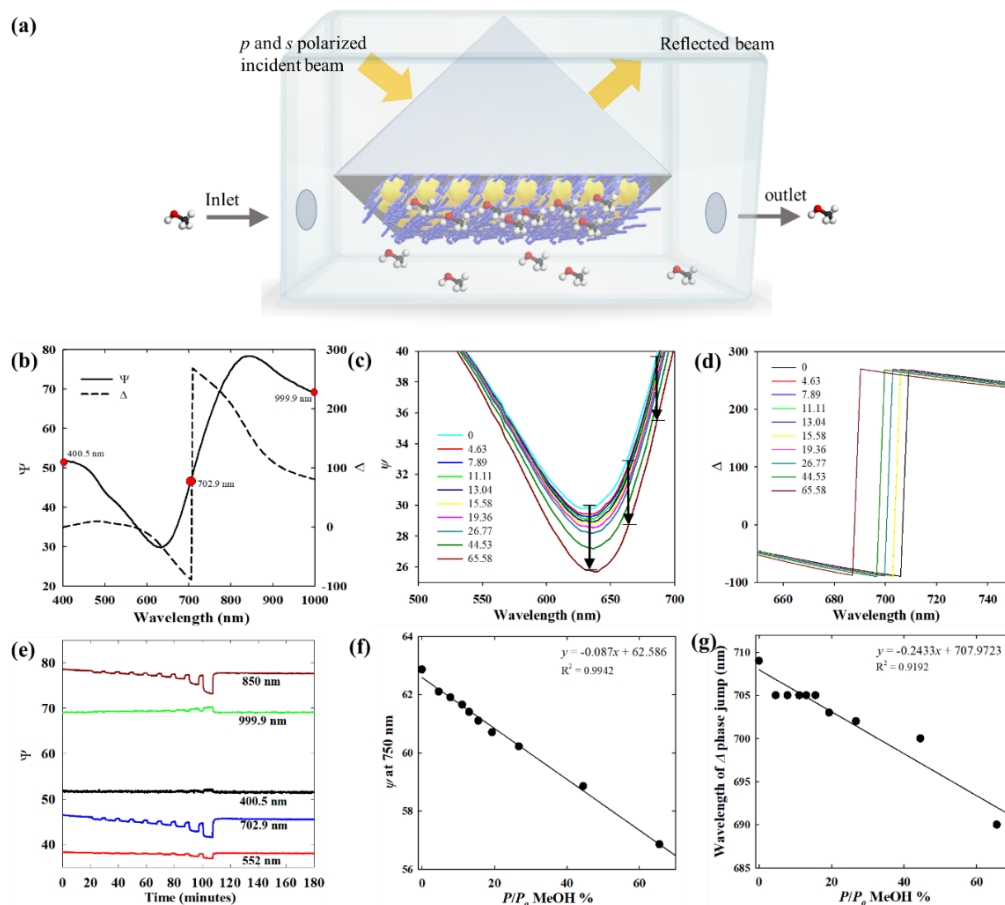 (a)
p and s polarized
incident beam
Reflected beam
Inlet
outlet
(b)
80
70
60
50
40
30
20
Ψ
Ψ
Δ
400.5 nm
702.9 nm
999.9 nm
300
200
100
0
-100
Δ
400 500 600 700 800 900 1000
Wavelength (nm)
(c)
40
38
36
34
32
30
28
26
ψ
0
4.63
7.89
11.11
13.04
15.58
19.36
26.77
44.53
65.58
500 550 600 650 700
Wavelength (nm)
(d)
300
200
100
0
-100
Δ
0
4.63
7.89
11.11
13.04
15.58
19.36
26.77
44.53
65.58
660 680 700 720 740
Wavelength (nm)
(e)
80
70
60
50
40
Ψ
850 nm
999.9 nm
400.5 nm
702.9 nm
552 nm
0 20 40 60 80 100 120 140 160 180
Time (minutes)
(f)
64
62
60
58
56
ψ at 750 nm
y = -0.087x + 62.586
R² = 0.9942
0 20 40 60
P/Pₒ MeOH %
(g)
710
705
700
695
690
685
Wavelength of Δ phase jump (nm)
y = -0.2433x + 707.9723
R² = 0.9192
0 20 40 60
P/Pₒ MeOH %